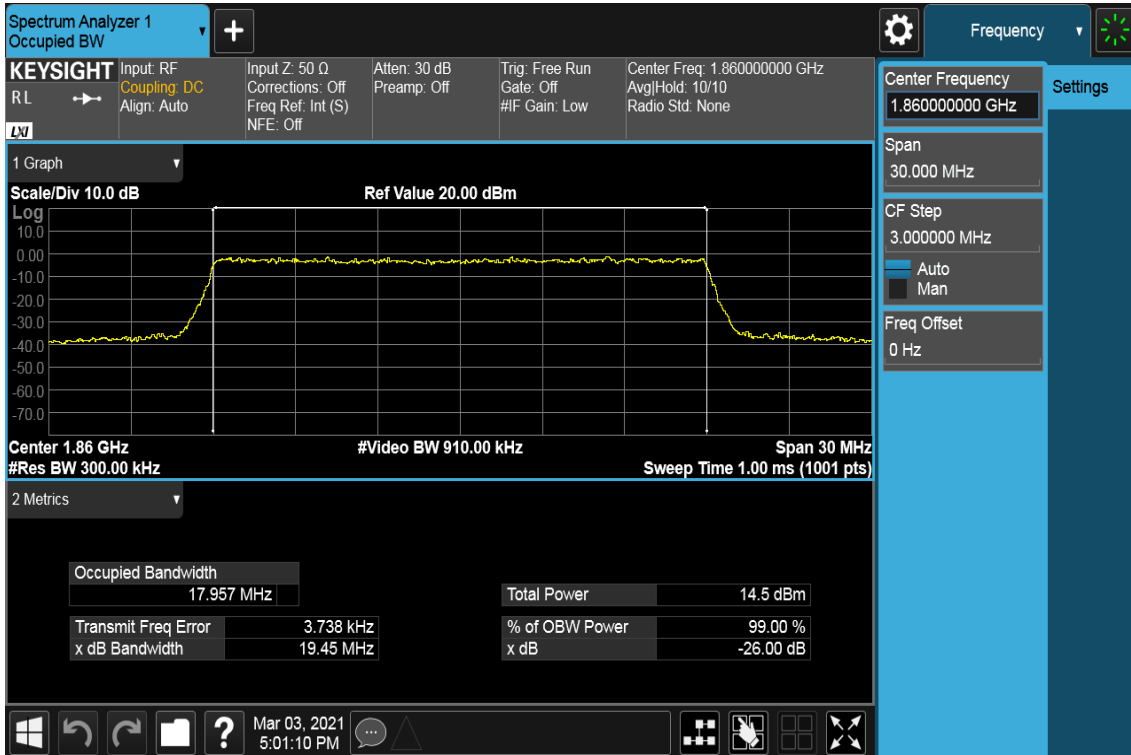 Spectrum Analyzer 1
Occupied BW
▼
+
Frequency
▼
KEYSIGHT
R L
LXI
Input: RF
Coupling: DC
Align: Auto
Input Z: 50 Ω
Corrections: Off
Freq Ref: Int (S)
NFE: Off
Atten: 30 dB
Preamp: Off
Trig: Free Run
Gate: Off
#IF Gain: Low
Center Freq: 1.860000000 GHz
Avg|Hold: 10/10
Radio Std: None
1 Graph
▼
Scale/Div 10.0 dB
Ref Value 20.00 dBm
Log
10.0
0.00
-10.0
-20.0
-30.0
-40.0
-50.0
-60.0
-70.0
Center 1.86 GHz
#Video BW 910.00 kHz
Span 30 MHz
#Res BW 300.00 kHz
Sweep Time 1.00 ms (1001 pts)
2 Metrics
▼
Occupied Bandwidth
17.957 MHz
Total Power 14.5 dBm
Transmit Freq Error 3.738 kHz
% of OBW Power 99.00 %
x dB Bandwidth 19.45 MHz
x dB -26.00 dB
Center Frequency
1.860000000 GHz
Settings
Span
30.000 MHz
CF Step
3.000000 MHz
Auto
Man
Freq Offset
0 Hz
?
Mar 03, 2021
5:01:10 PM